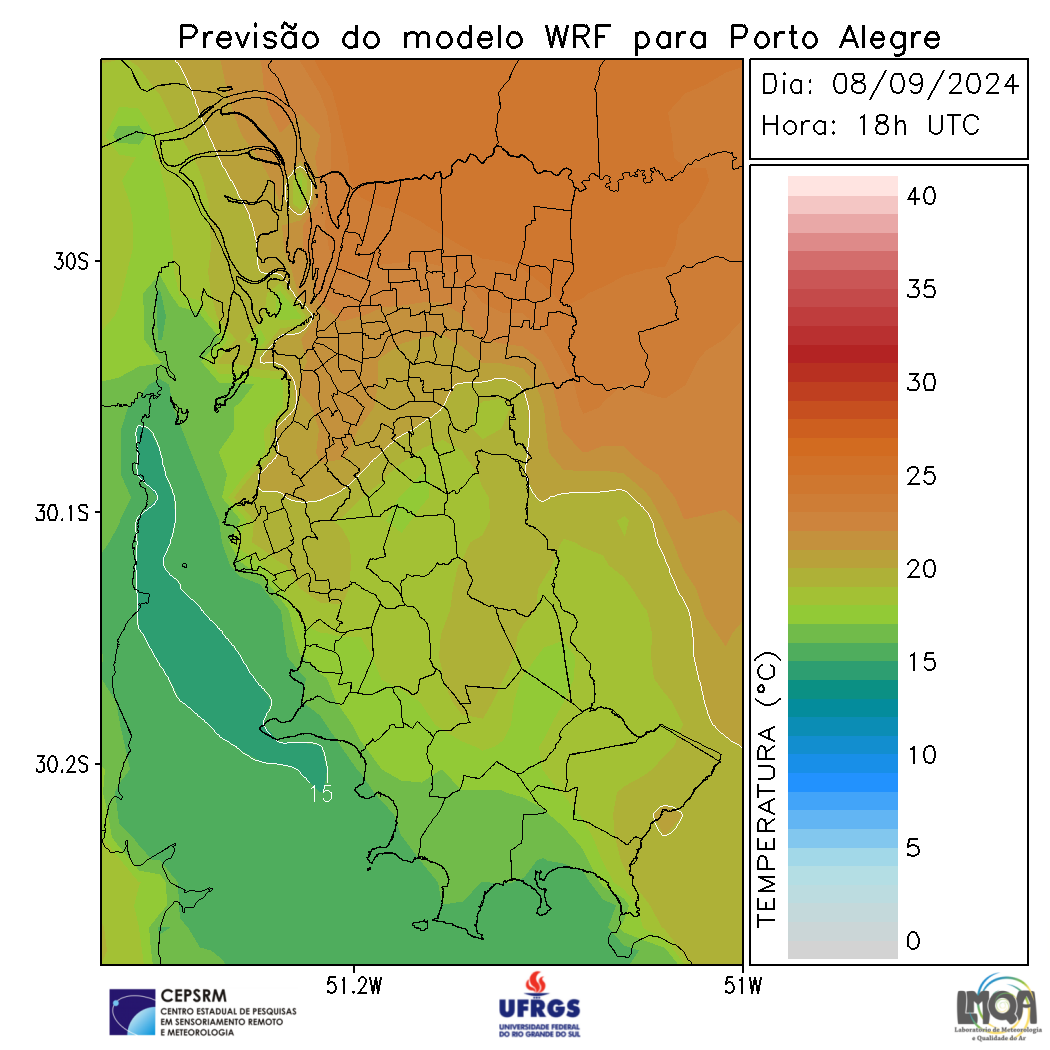 Previsão do modelo WRF para Porto Alegre
Dia: 08/09/2024
Hora: 18h UTC
30S
30.1S
30.2S
51.2W
51W
15
TEMPERATURA (°C)
40
35
30
25
20
15
10
5
0
CEPSRM
CENTRO ESTADUAL DE PESQUISAS
EM SENSORIAMENTO REMOTO
E METEOROLOGIA
UFRGS
UNIVERSIDADE FEDERAL
DO RIO GRANDE DO SUL
LMQA
Laboratório de Meteorologia
e Qualidade do Ar